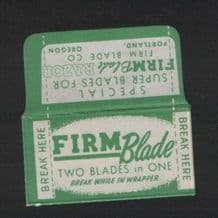 SPECIAL
SUPER BLADES FOR
FIRM Blade RAZOR
FIRM BLADE CO
PORTLAND, OREGON
BREAK HERE
FIRM Blade
TWO BLADES in ONE
BREAK WHILE IN WRAPPER
BREAK HERE